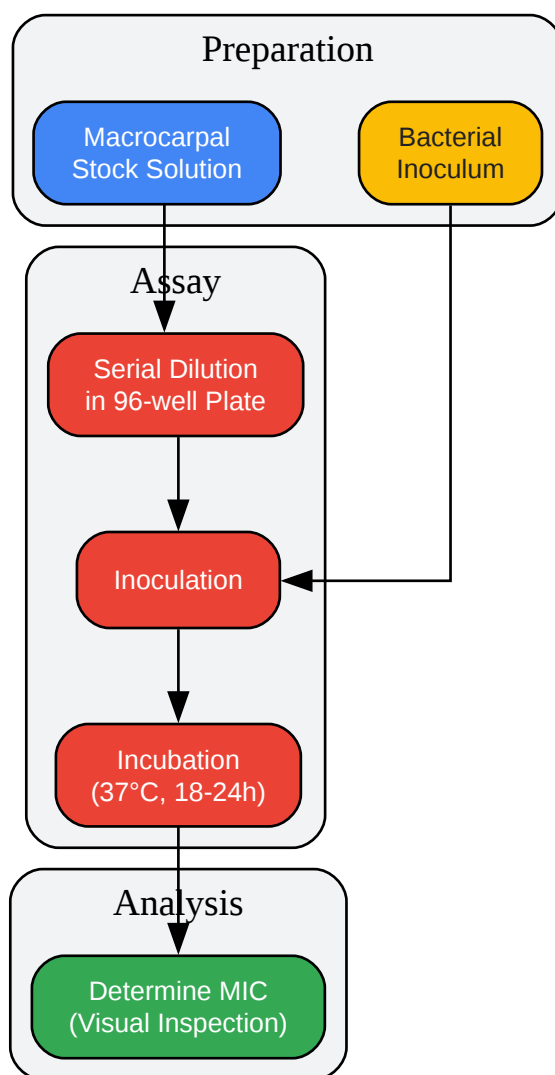 Preparation
Macrocarpal
Stock Solution
Bacterial
Inoculum
Assay
Serial Dilution
in 96-well Plate
Inoculation
Incubation
(37°C, 18-24h)
Analysis
Determine MIC
(Visual Inspection)